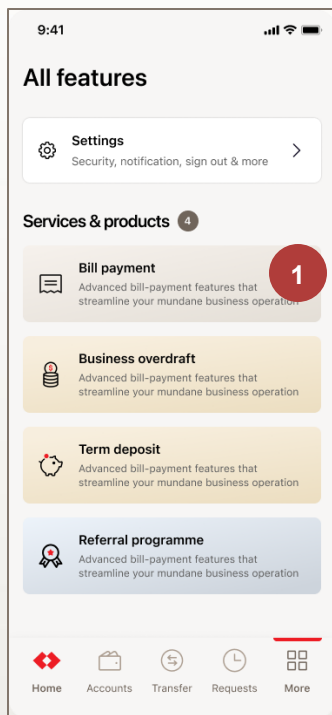 9:41
All features
Settings
Security, notification, sign out & more
Services & products 4
Bill payment
1
Advanced bill-payment features that
streamline your mundane business operation
Business overdraft
Advanced bill-payment features that
streamline your mundane business operation
Term deposit
Advanced bill-payment features that
streamline your mundane business operation
Referral programme
Advanced bill-payment features that
streamline your mundane business operation
Home Accounts Transfer Requests More